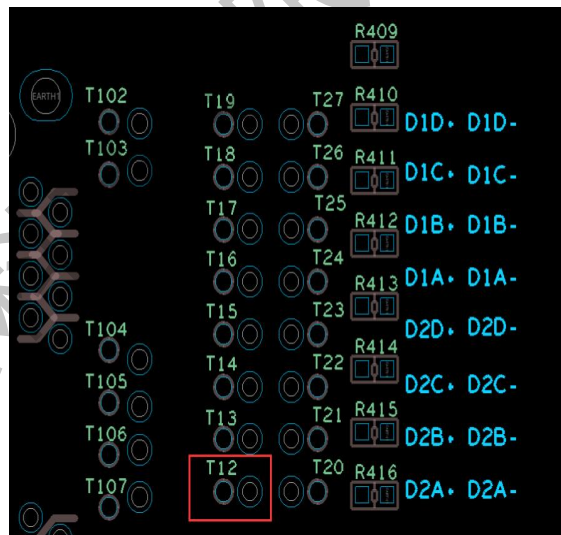 R409
EARTH1
T102 T19 T27 R410 D1D+ D1D-
T103 T18 T26 R411 D1C+ D1C-
T17 T25 R412 D1B+ D1B-
T16 T24 R413 D1A+ D1A-
T104 T15 T23 R414 D2D+ D2D-
T105 T14 T22 D2C+ D2C-
T106 T13 T21 R415 D2B+ D2B-
T107 T12 T20 R416 D2A+ D2A-